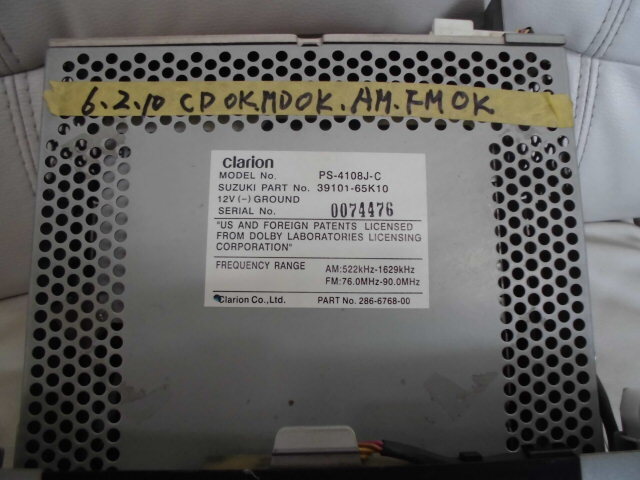 6.2.10 CD OK.MD OK.AM.FM OK
clarion
MODEL No. PS-4108J-C
SUZUKI PART No. 39101-65K10
12V (–) GROUND
SERIAL No. 0074476
"US AND FOREIGN PATENTS LICENSED
FROM DOLBY LABORATORIES LICENSING
CORPORATION"
FREQUENCY RANGE AM:522kHz-1629kHz
FM:76.0MHz-90.0MHz
Clarion Co.,Ltd. PART No. 286-6768-00